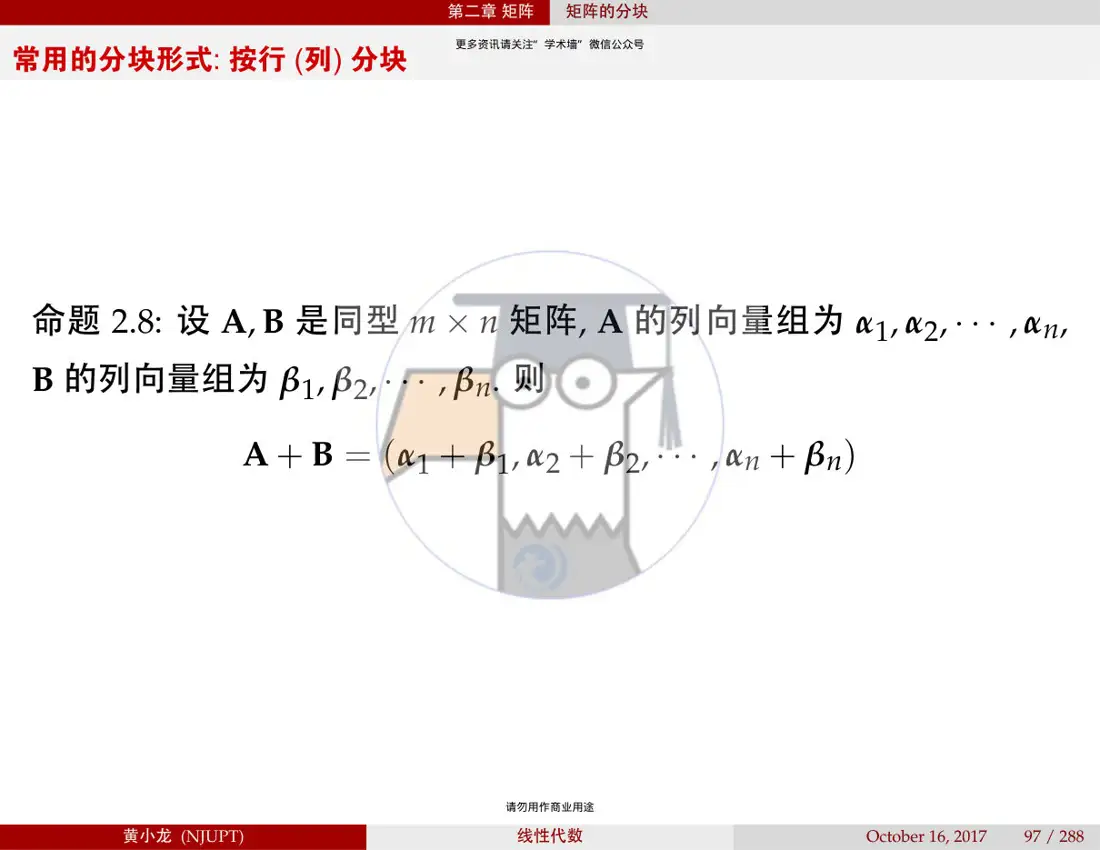 第二章 矩阵 矩阵的分块
更多资讯请关注“学术墙”微信公众号
常用的分块形式: 按行 (列) 分块
命题 2.8: 设 A, B 是同型 m × n 矩阵, A 的列向量组为 α₁, α₂, ⋯ , αₙ,
B 的列向量组为 β₁, β₂, ⋯ , βₙ. 则
A + B = (α₁ + β₁, α₂ + β₂, ⋯ , αₙ + βₙ)
请勿用作商业用途
黄小龙 (NJUPT) 线性代数 October 16, 2017 97 / 288